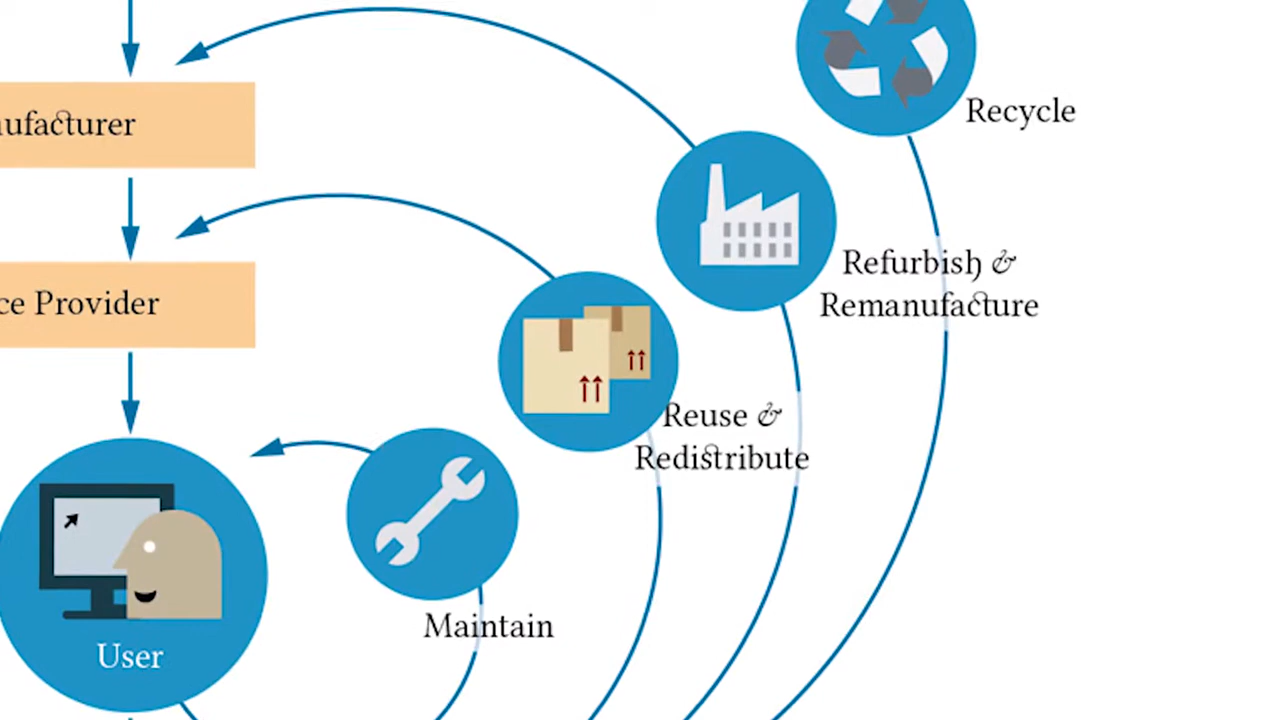 Recycle
ufacturer
Refurbish &
Remanufacture
ce Provider
Reuse &
Redistribute
Maintain
User